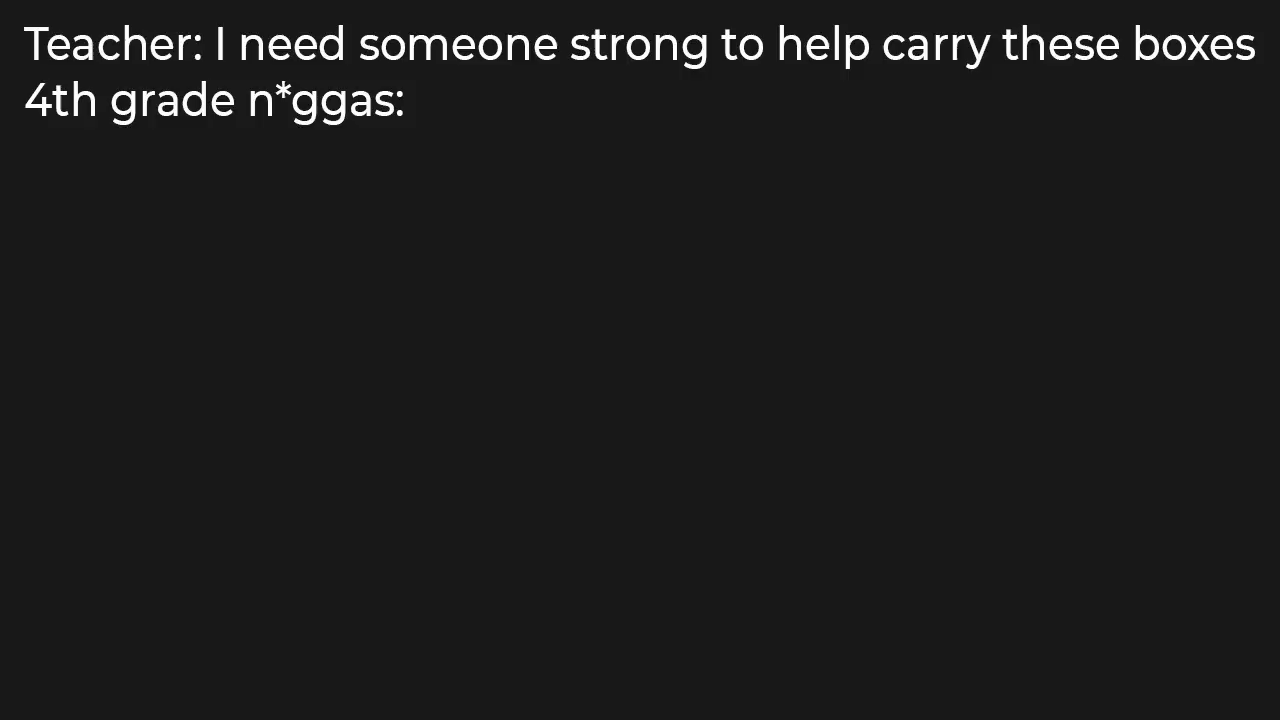 Teacher: I need someone strong to help carry these boxes
4th grade n*ggas: